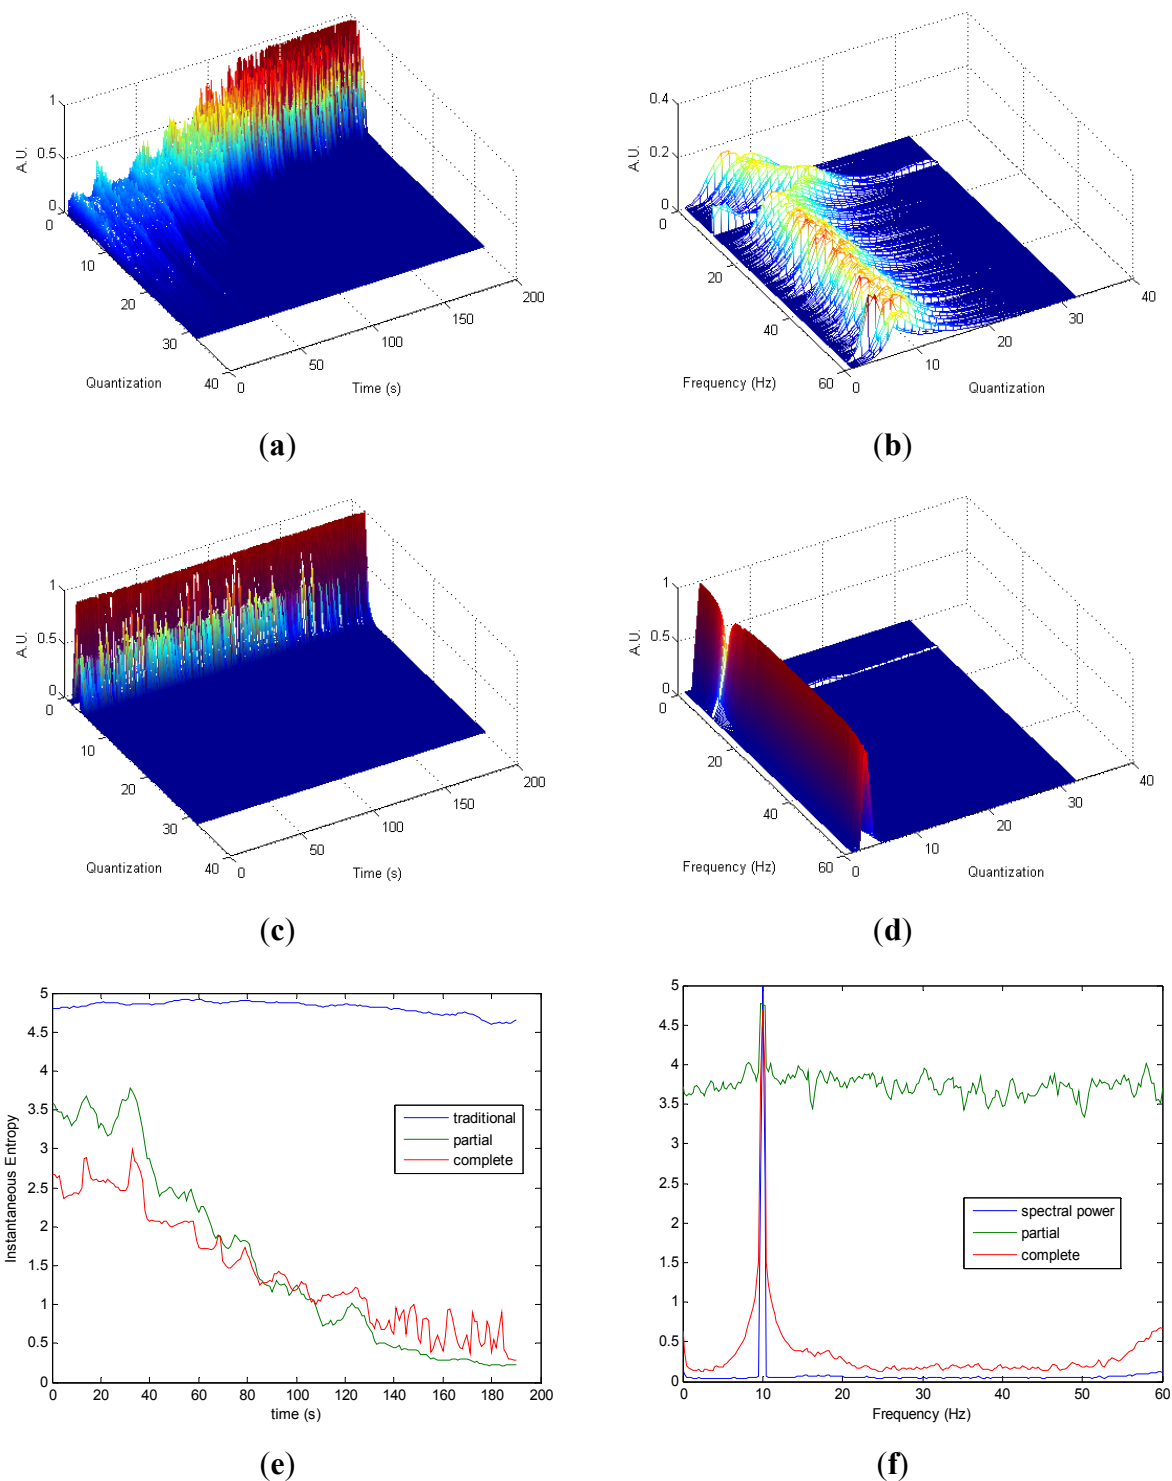 1
0.5
0
A.U.
0
10
20
30
40
Quantization
0
50
100
150
200
Time (s)
(a)
0.4
0.2
0
A.U.
0
20
40
60
Frequency (Hz)
0
10
20
30
40
Quantization
(b)
1
0.5
0
A.U.
0
10
20
30
40
Quantization
0
50
100
150
200
Time (s)
(c)
1
0.5
0
A.U.
0
20
40
60
Frequency (Hz)
0
10
20
30
40
Quantization
(d)
5
4.5
4
3.5
3
2.5
2
1.5
1
0.5
0
Instantaneous Entropy
traditional
partial
complete
0 20 40 60 80 100 120 140 160 180 200
time (s)
(e)
5
4.5
4
3.5
3
2.5
2
1.5
1
0.5
0
spectral power
partial
complete
0 10 20 30 40 50 60
Frequency (Hz)
(f)